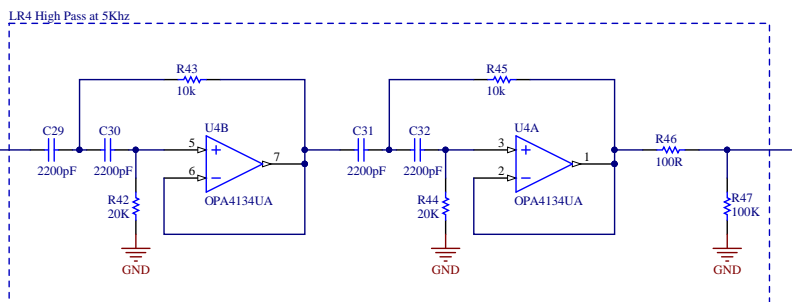 LR4 High Pass at 5Khz
R43
10k
R45
10k
C29
2200pF
C30
2200pF
U4B
5
6
7
OPA4134UA
R42
20K
GND
C31
2200pF
C32
2200pF
U4A
3
2
1
OPA4134UA
R44
20K
GND
R46
100R
R47
100K
GND